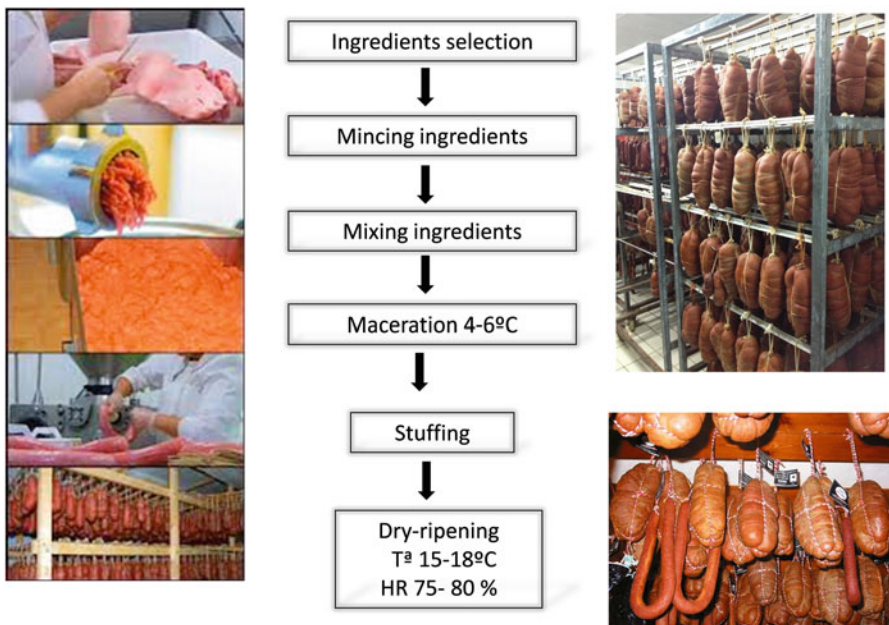 Ingredients selection
Mincing ingredients
Mixing ingredients
Maceration 4-6ºC
Stuffing
Dry-ripening
Tª 15-18ºC
HR 75- 80 %